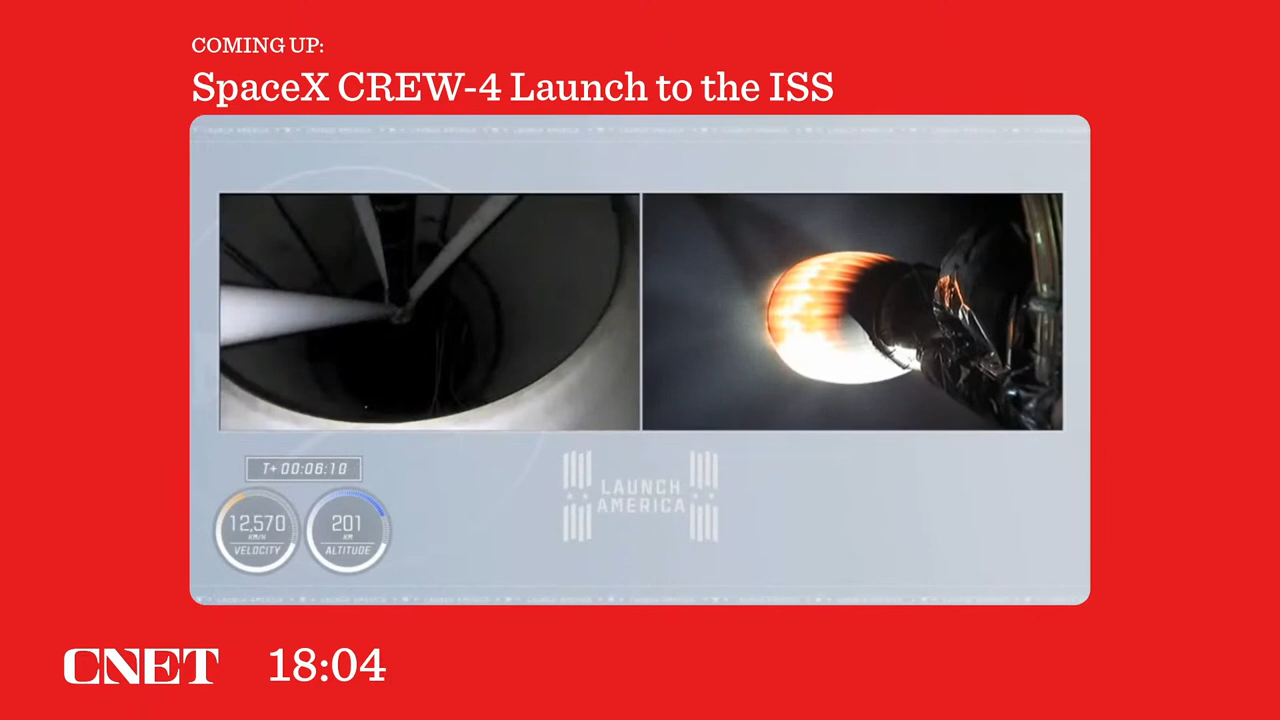 COMING UP:
SpaceX CREW-4 Launch to the ISS
T+ 00:06:10
12,570
KM/H
VELOCITY
201
KM
ALTITUDE
LAUNCH
AMERICA
CNET
18:04